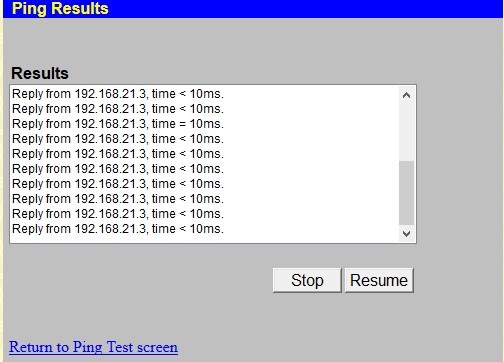 Ping Results
Results
Reply from 192.168.21.3, time < 10ms.
Reply from 192.168.21.3, time < 10ms.
Reply from 192.168.21.3, time = 10ms.
Reply from 192.168.21.3, time < 10ms.
Reply from 192.168.21.3, time < 10ms.
Reply from 192.168.21.3, time < 10ms.
Reply from 192.168.21.3, time < 10ms.
Reply from 192.168.21.3, time < 10ms.
Reply from 192.168.21.3, time < 10ms.
Reply from 192.168.21.3, time < 10ms.
Stop Resume
Return to Ping Test screen